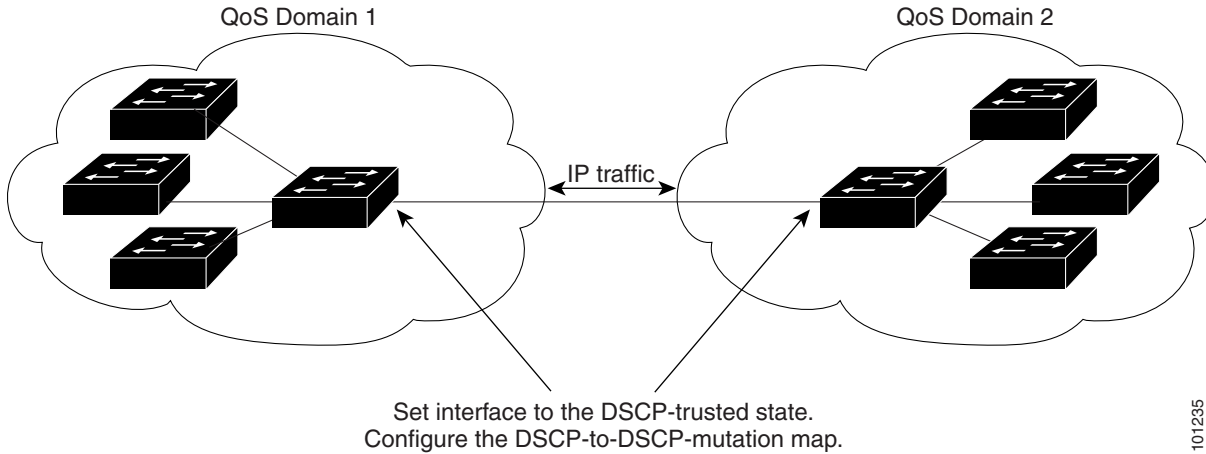 QoS Domain 1
QoS Domain 2
IP traffic
Set interface to the DSCP-trusted state.
Configure the DSCP-to-DSCP-mutation map.
101235